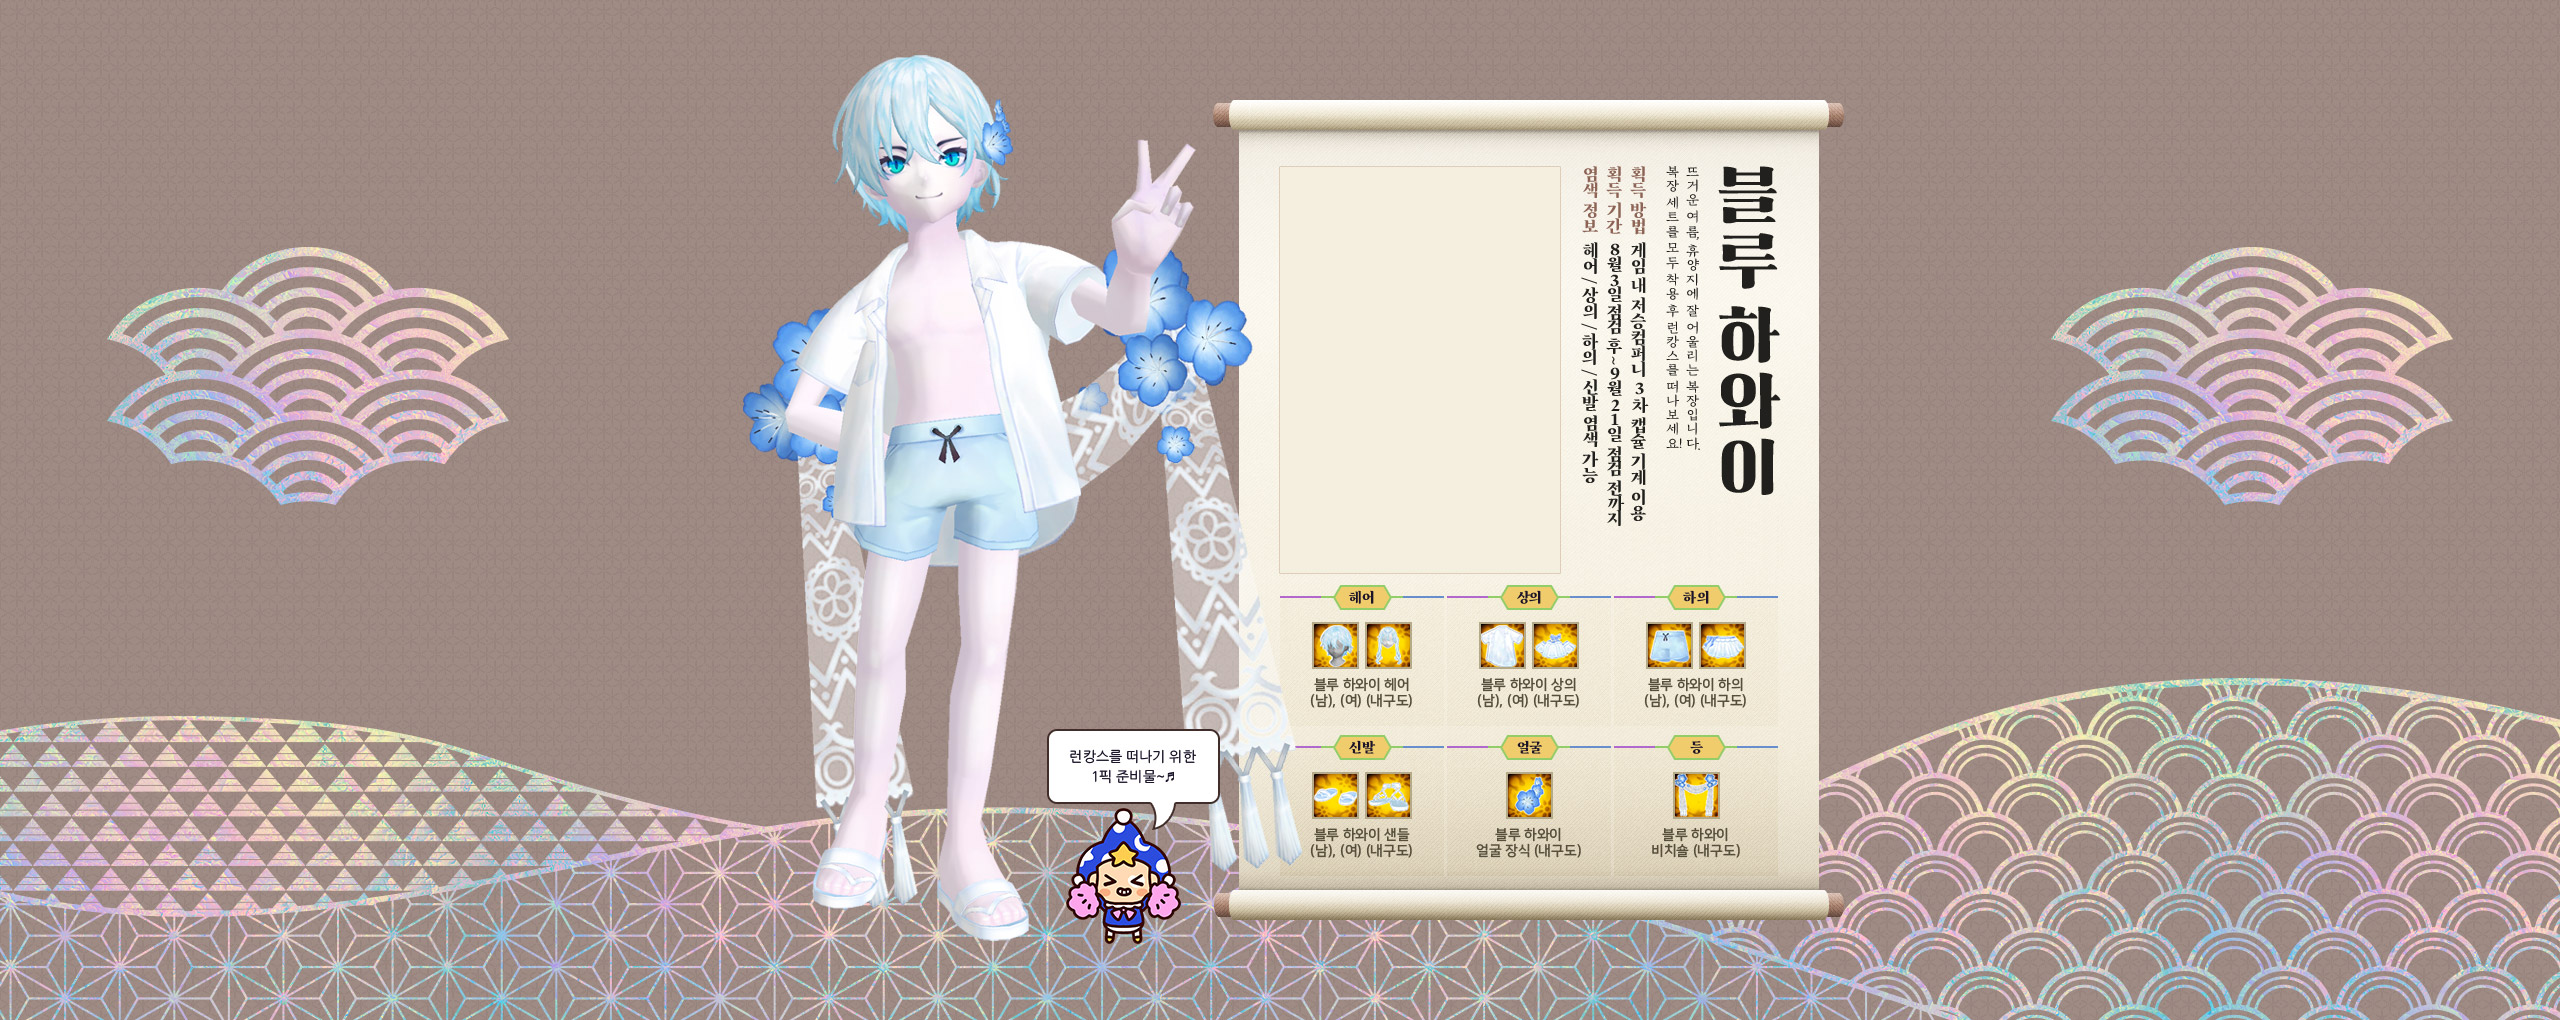 블루 하와이
뜨거운 여름, 휴양지에 잘 어울리는 복장입니다.
복장 세트를 모두 착용 후 런캉스를 떠나보세요!
획득 방법 게임 내 저승컴퍼니 3차 캡슐 기계 이용
획득 기간 8월 3일 점검 후~9월 21일 점검 전까지
염색 정보 헤어/상의/하의/신발 염색 가능
헤어
상의
하의
블루 하와이 헤어
(남), (여) (내구도)
블루 하와이 상의
(남), (여) (내구도)
블루 하와이 하의
(남), (여) (내구도)
신발
얼굴
등
블루 하와이 샌들
(남), (여) (내구도)
블루 하와이
얼굴 장식 (내구도)
블루 하와이
비치숄 (내구도)
런캉스를 떠나기 위한
1픽 준비물~♬